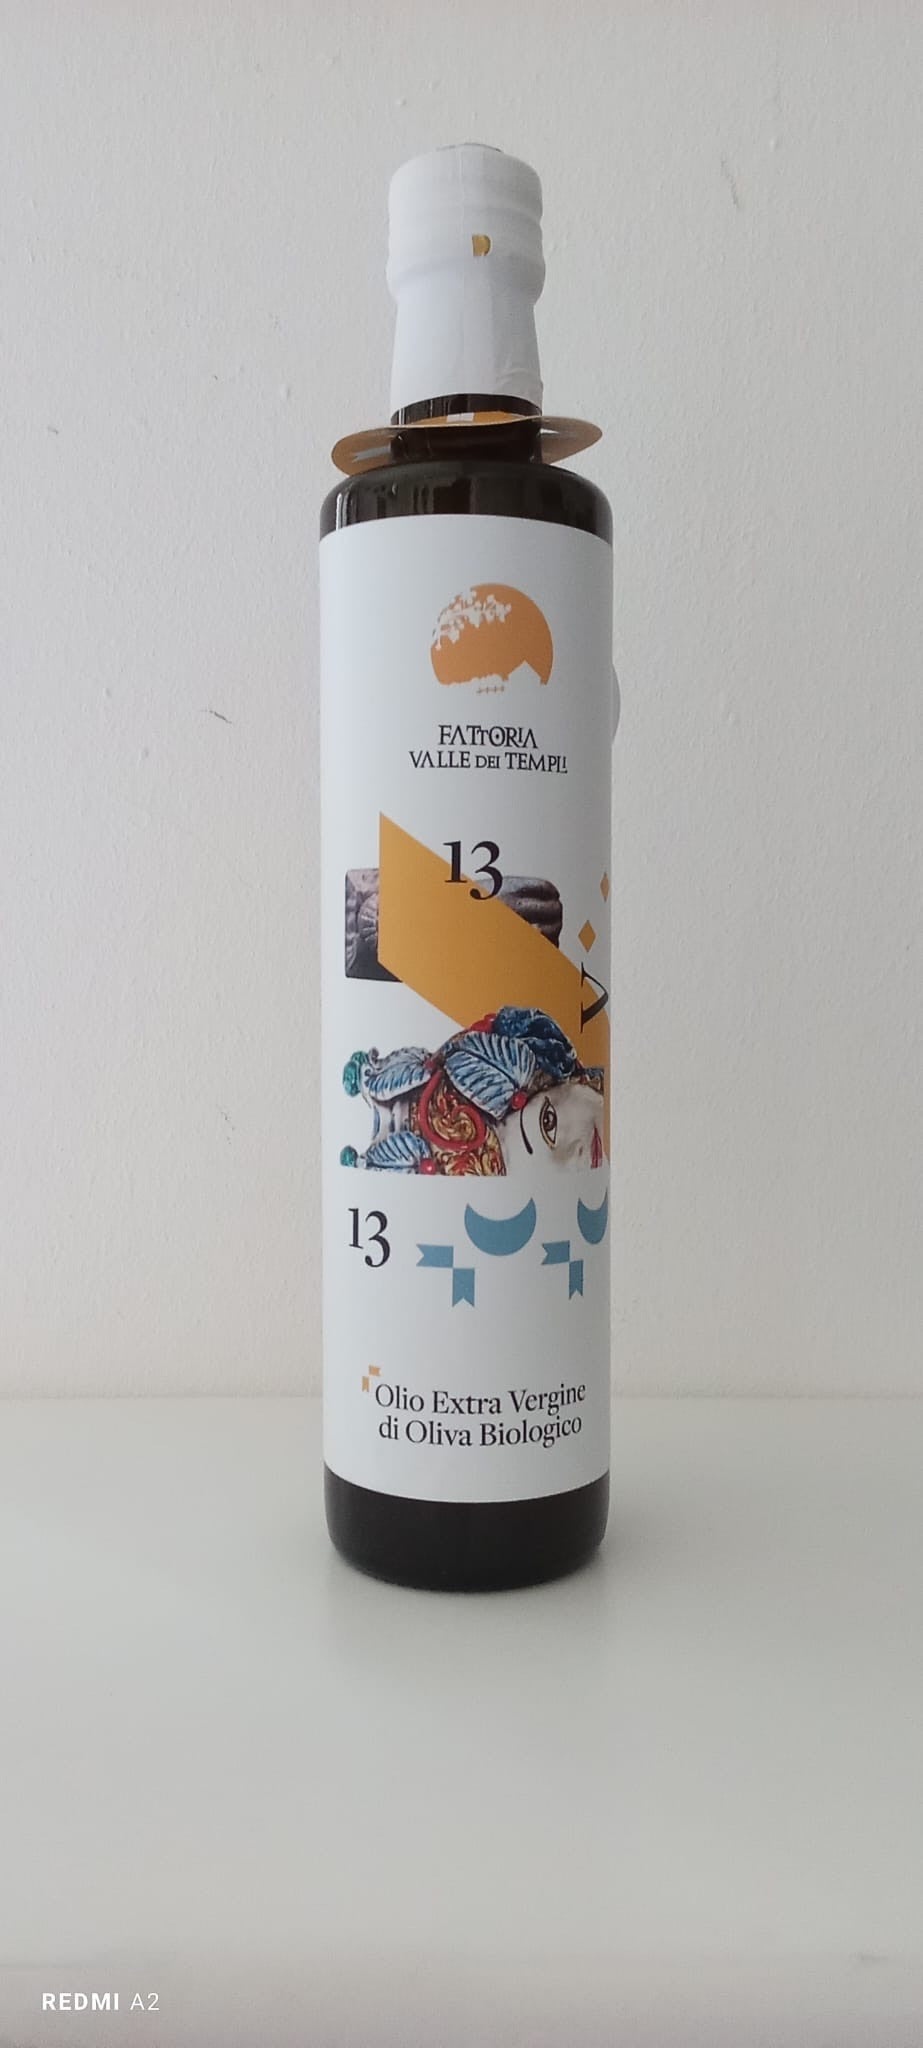 FATTORIA
VALLE DEI TEMPLI
13
V
13
Olio Extra Vergine
di Oliva Biologico
REDMI A2